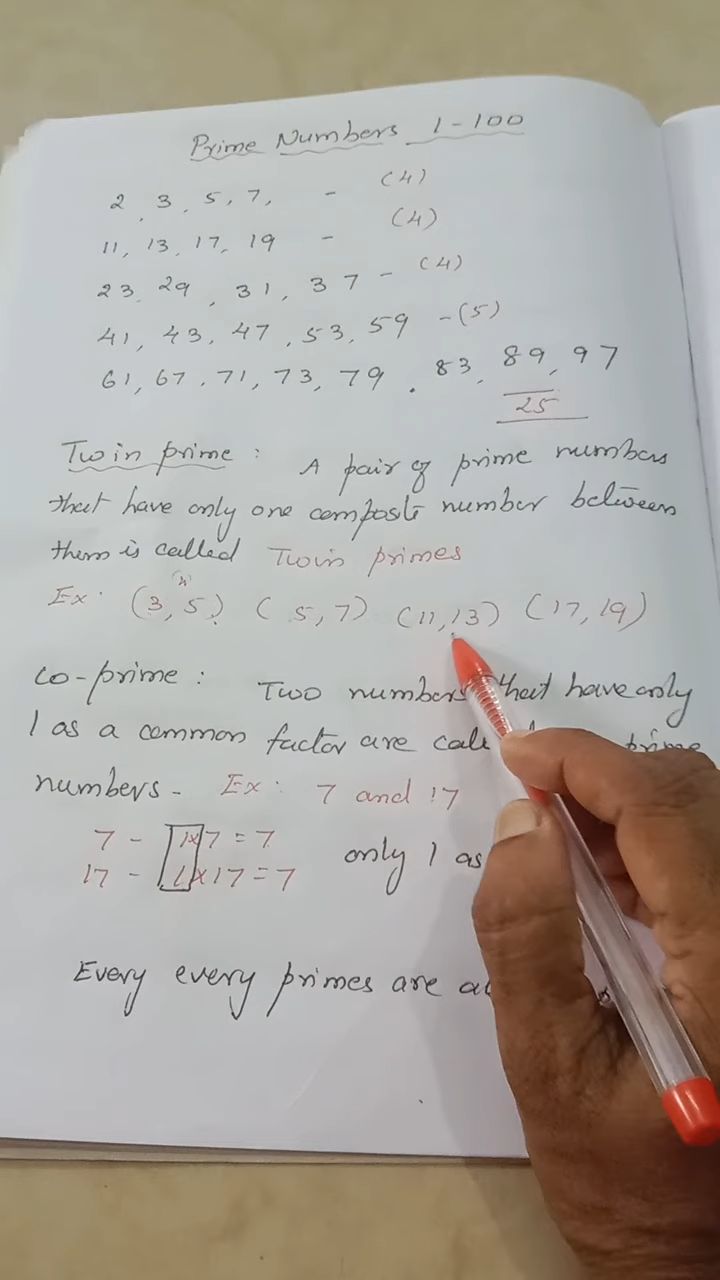 Prime Numbers 1-100
2, 3, 5, 7, - (4)
11, 13, 17, 19 - (4)
23, 29, 31, 37 - (4)
41, 43, 47, 53, 59 - (5)
61, 67, 71, 73, 79, 83, 89, 97
25
Twin prime: A pair of prime numbers
that have only one composite number between
them is called Twin primes
Ex: (3, 5) (5, 7) (11, 13) (17, 19)
Co-prime: Two numbers that have only
1 as a common factor are prime
numbers - Ex: 7 and 17
7 - 1x7 = 7
17 - 1x17 = 7
only 1 as
Every every primes are